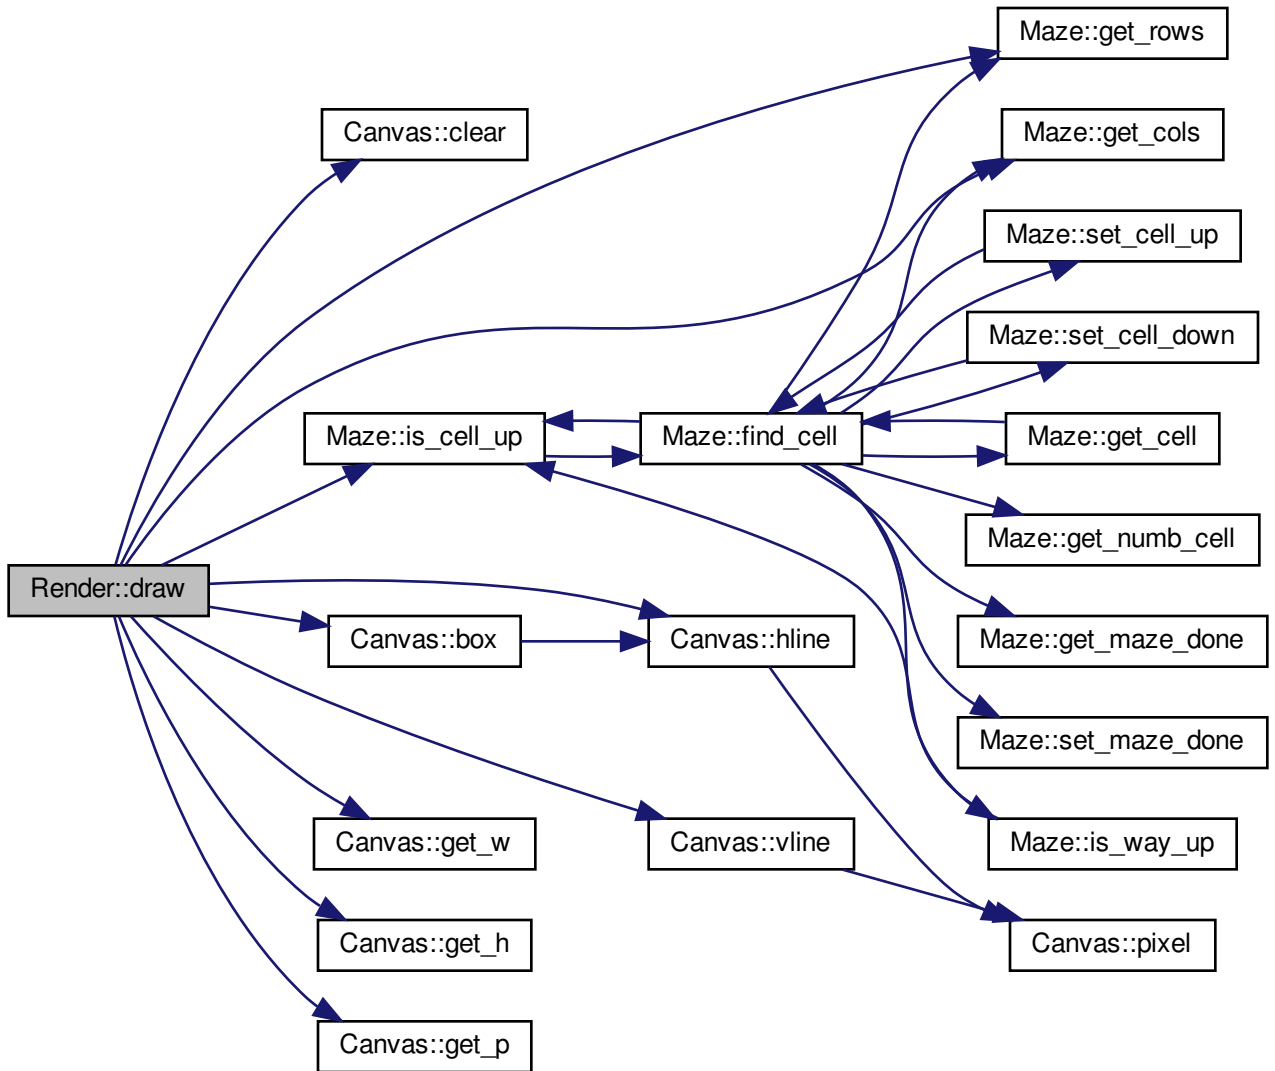 Maze::get_rows
Canvas::clear
Maze::get_cols
Maze::set_cell_up
Maze::set_cell_down
Maze::is_cell_up
Maze::find_cell
Maze::get_cell
Maze::get_numb_cell
Render::draw
Canvas::box
Canvas::hline
Maze::get_maze_done
Maze::set_maze_done
Canvas::get_w
Canvas::vline
Maze::is_way_up
Canvas::get_h
Canvas::pixel
Canvas::get_p